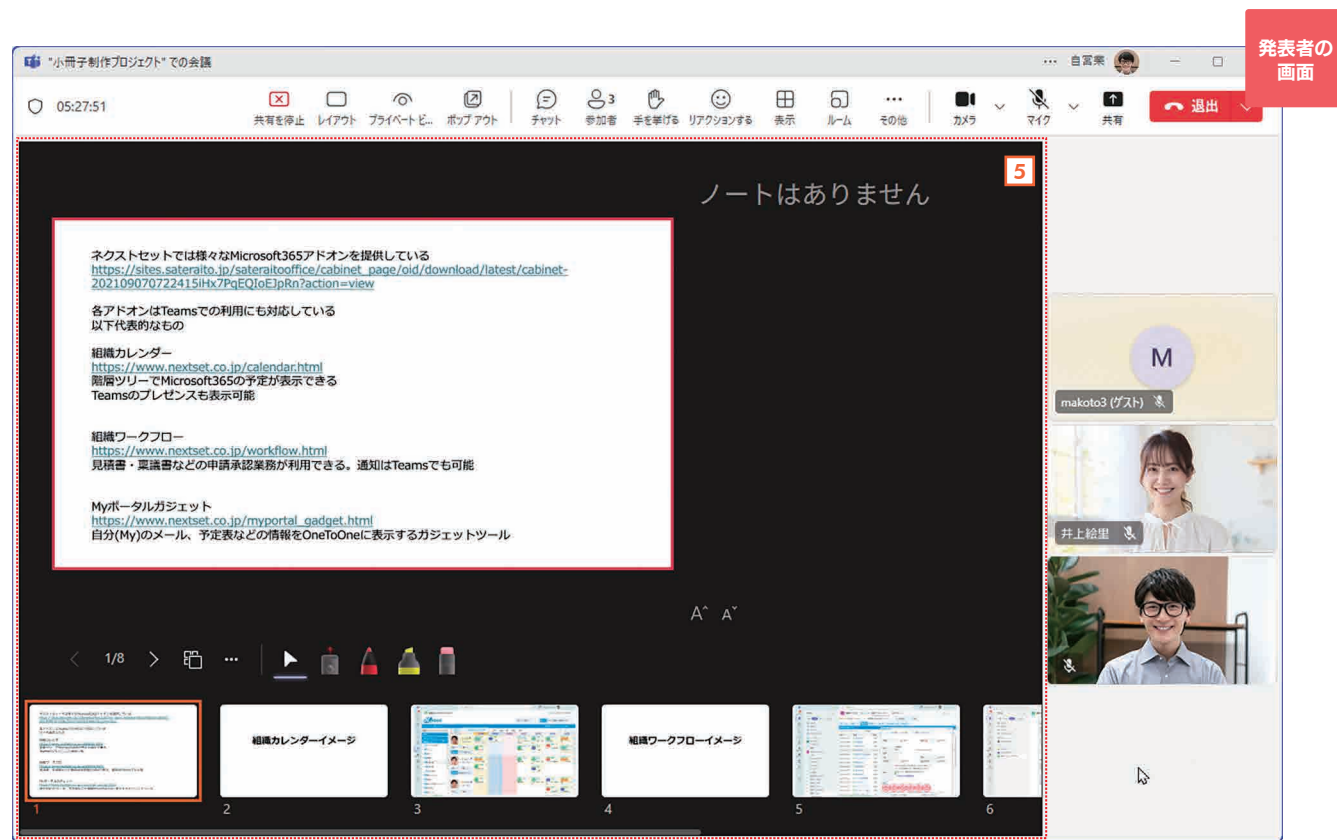 発表者の
画面
"小冊子制作プロジェクト" での会議
自営業
05:27:51
共有を停止
レイアウト
プライベート ビ...
ポップ アウト
チャット
参加者
3
手を挙げる
リアクションする
表示
ルーム
その他
カメラ
マイク
共有
退出
5
ノートはありません
ネクストセットでは様々なMicrosoft365アドオンを提供している
https://sites.sateraito.jp/sateraitooffice/cabinet_page/oid/download/latest/cabinet-
202109070722415iHx7PqEQIoEJpRn?action=view
各アドオンはTeamsでの利用にも対応している
以下代表的なもの
組織カレンダー
https://www.nextset.co.jp/calendar.html
階層ツリーでMicrosoft365の予定が表示できる
Teamsのプレゼンスも表示可能
組織ワークフロー
https://www.nextset.co.jp/workflow.html
見積書・稟議書などの申請承認業務が利用できる。通知はTeamsでも可能
Myポータルガジェット
https://www.nextset.co.jp/myportal_gadget.html
自分(My)のメール、予定表などの情報をOneToOneに表示するガジェットツール
M
makoto3 (ゲスト)
井上絵里
A A
1/8
組織カレンダーイメージ
組織ワークフローイメージ
1
2
3
4
5
6